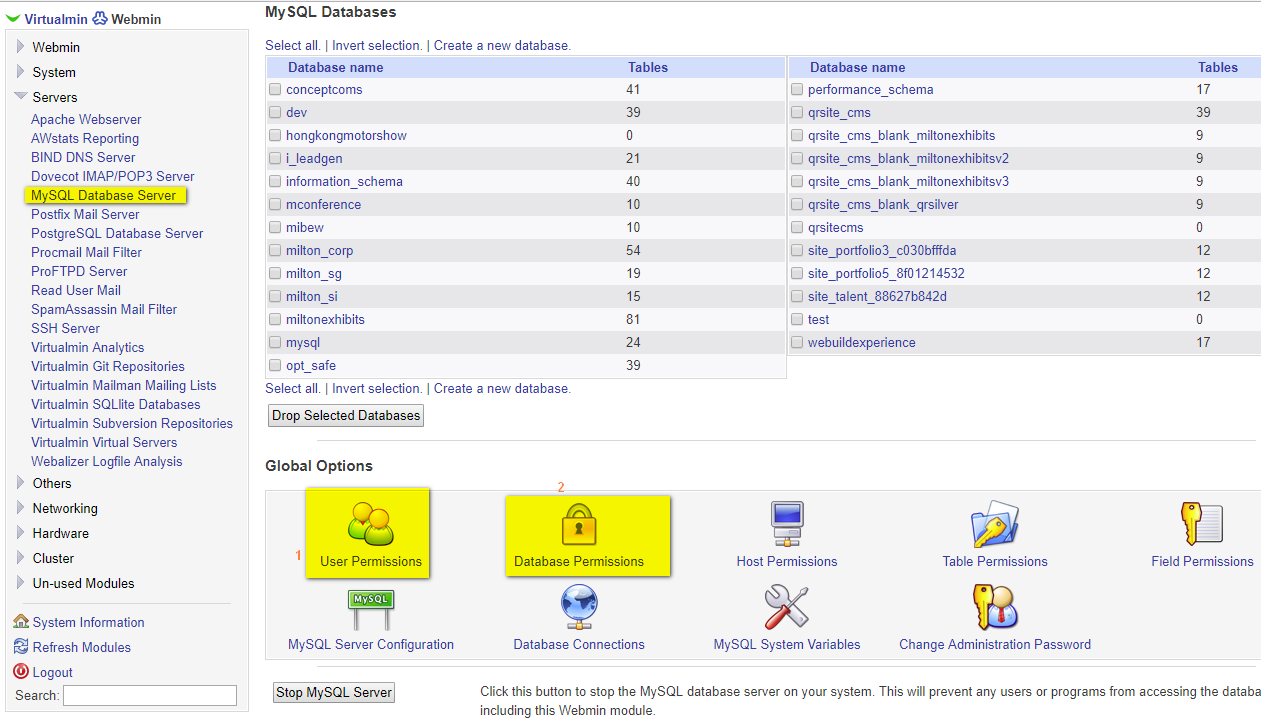 Virtualmin Webmin
Webmin
System
Servers
Apache Webserver
AWstats Reporting
BIND DNS Server
Dovecot IMAP/POP3 Server
MySQL Database Server
Postfix Mail Server
PostgreSQL Database Server
Procmail Mail Filter
ProFTPD Server
Read User Mail
SpamAssassin Mail Filter
SSH Server
Virtualmin Analytics
Virtualmin Git Repositories
Virtualmin Mailman Mailing Lists
Virtualmin SQLlite Databases
Virtualmin Subversion Repositories
Virtualmin Virtual Servers
Webalizer Logfile Analysis
Others
Networking
Hardware
Cluster
Un-used Modules
System Information
Refresh Modules
Logout
Search:
MySQL Databases
Select all. | Invert selection. | Create a new database.
Database name Tables
conceptcoms 41
dev 39
hongkongmotorshow 0
i_leadgen 21
information_schema 40
mconference 10
mibew 10
milton_corp 54
milton_sg 19
milton_si 15
miltonexhibits 81
mysql 24
opt_safe 39
Database name Tables
performance_schema 17
qrsite_cms 39
qrsite_cms_blank_miltonexhibits 9
qrsite_cms_blank_miltonexhibitsv2 9
qrsite_cms_blank_miltonexhibitsv3 9
qrsite_cms_blank_qrsilver 9
qrsitecms 0
site_portfolio3_c030bfffda 12
site_portfolio5_8f01214532 12
site_talent_88627b842d 12
test 0
webuildexperience 17
Select all. | Invert selection. | Create a new database.
Drop Selected Databases
Global Options
1
User Permissions
2
Database Permissions
Host Permissions
Table Permissions
Field Permissions
MySQL
MySQL Server Configuration
Database Connections
MySQL System Variables
Change Administration Password
Stop MySQL Server
Click this button to stop the MySQL database server on your system. This will prevent any users or programs from accessing the databa
including this Webmin module.